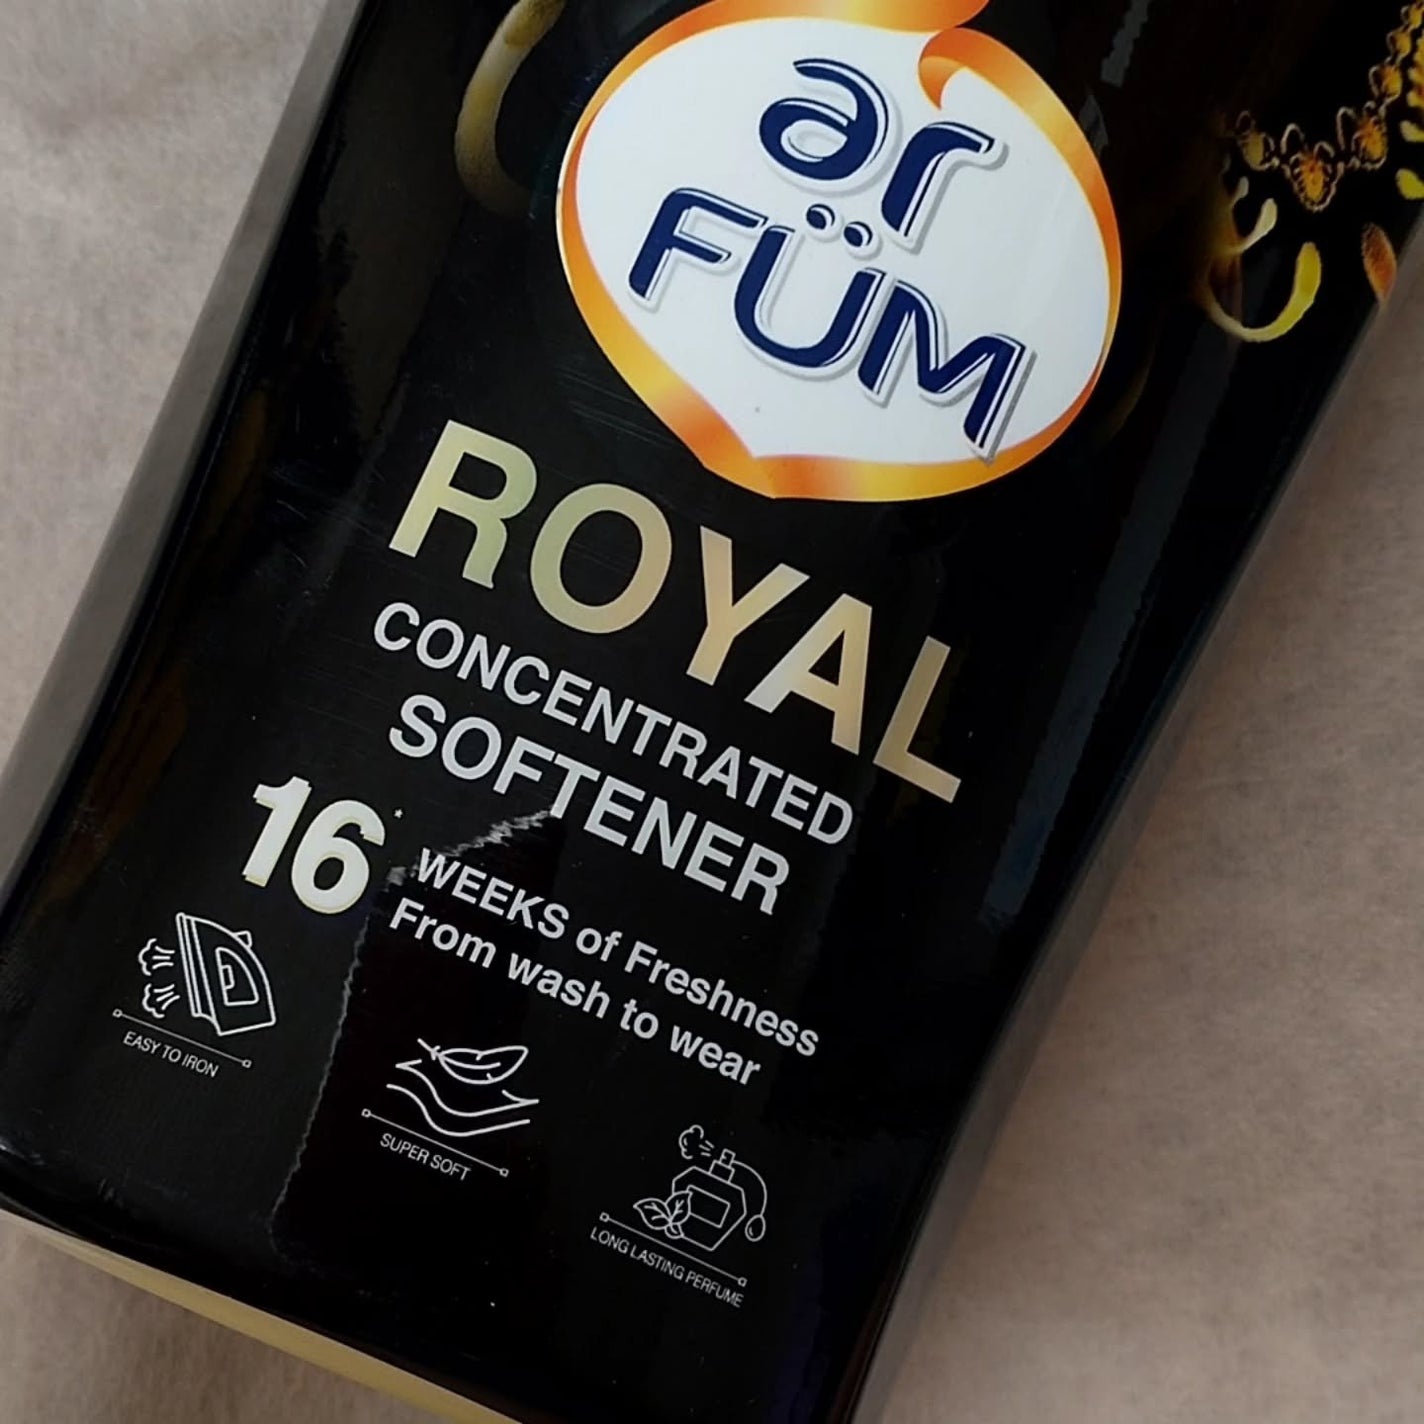 ar
FÜM
ROYAL
CONCENTRATED
SOFTENER
16* WEEKS of Freshness
From wash to wear
EASY TO IRON
SUPER SOFT
LONG LASTING PERFUME